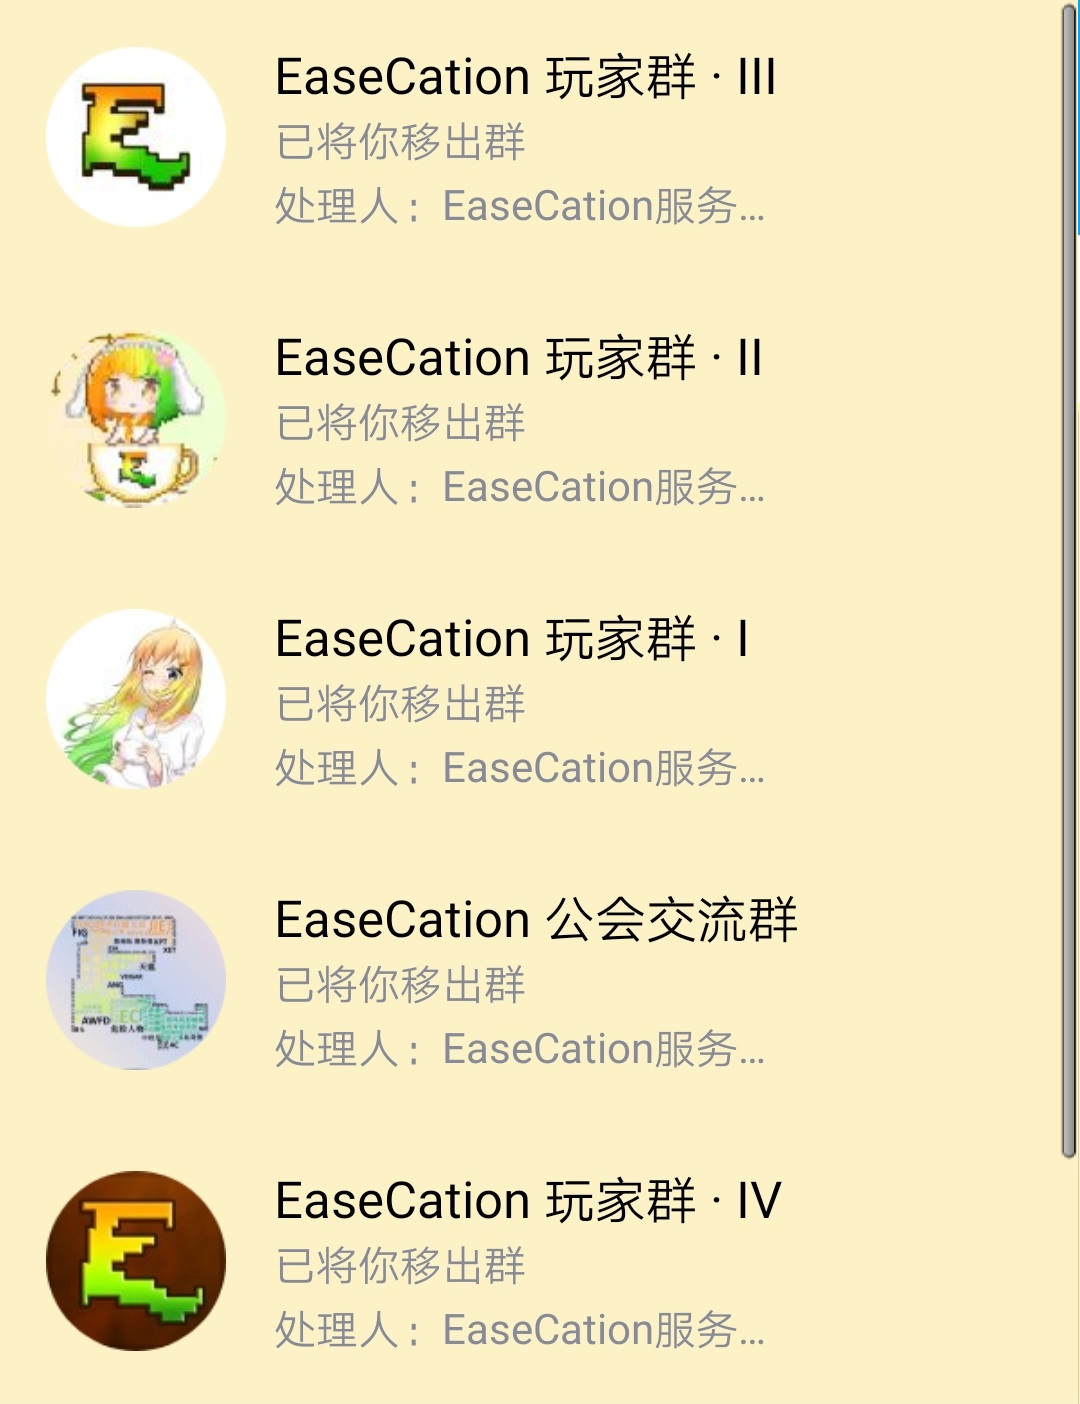 EaseCation 玩家群 · III
已将你移出群
处理人：EaseCation服务...
EaseCation 玩家群 · II
已将你移出群
处理人：EaseCation服务...
EaseCation 玩家群 · I
已将你移出群
处理人：EaseCation服务...
EaseCation 公会交流群
已将你移出群
处理人：EaseCation服务...
EaseCation 玩家群 · IV
已将你移出群
处理人：EaseCation服务...